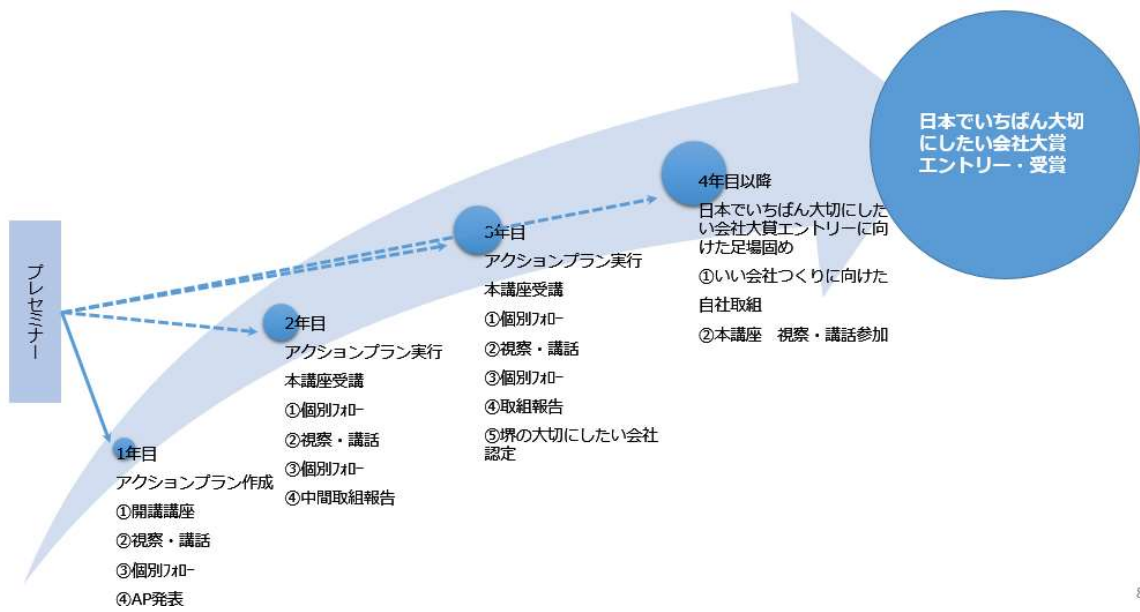 プレセミナー
1年目
アクションプラン作成
①開講講座
②視察・講話
③個別ﾌｫﾛｰ
④AP発表
2年目
アクションプラン実行
本講座受講
①個別ﾌｫﾛｰ
②視察・講話
③個別ﾌｫﾛｰ
④中間取組報告
3年目
アクションプラン実行
本講座受講
①個別ﾌｫﾛｰ
②視察・講話
③個別ﾌｫﾛｰ
④取組報告
⑤堺の大切にしたい会社
認定
4年目以降
日本でいちばん大切にした
い会社大賞エントリーに向
けた足場固め
①いい会社つくりに向けた
自社取組
②本講座　視察・講話参加
日本でいちばん大切
にしたい会社大賞
エントリー・受賞